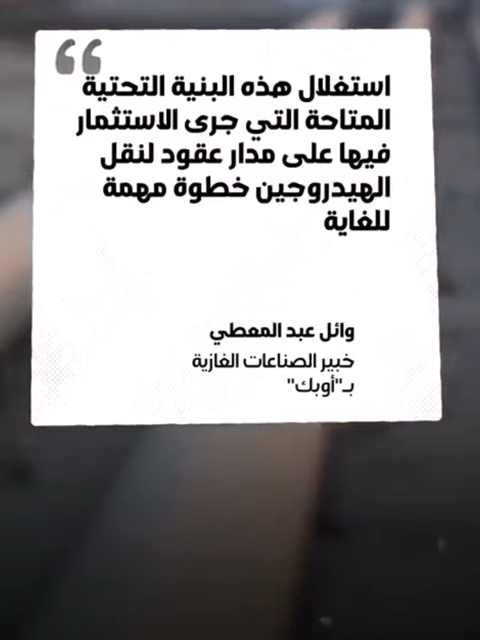 استغلال هذه البنية التحتية
المتاحة التي جرى الاستثمار
فيها على مدار عقود لنقل
الهيدروجين خطوة مهمة
للغاية
وائل عبد المعطي
خبير الصناعات الغازية
بـ"أوبك"